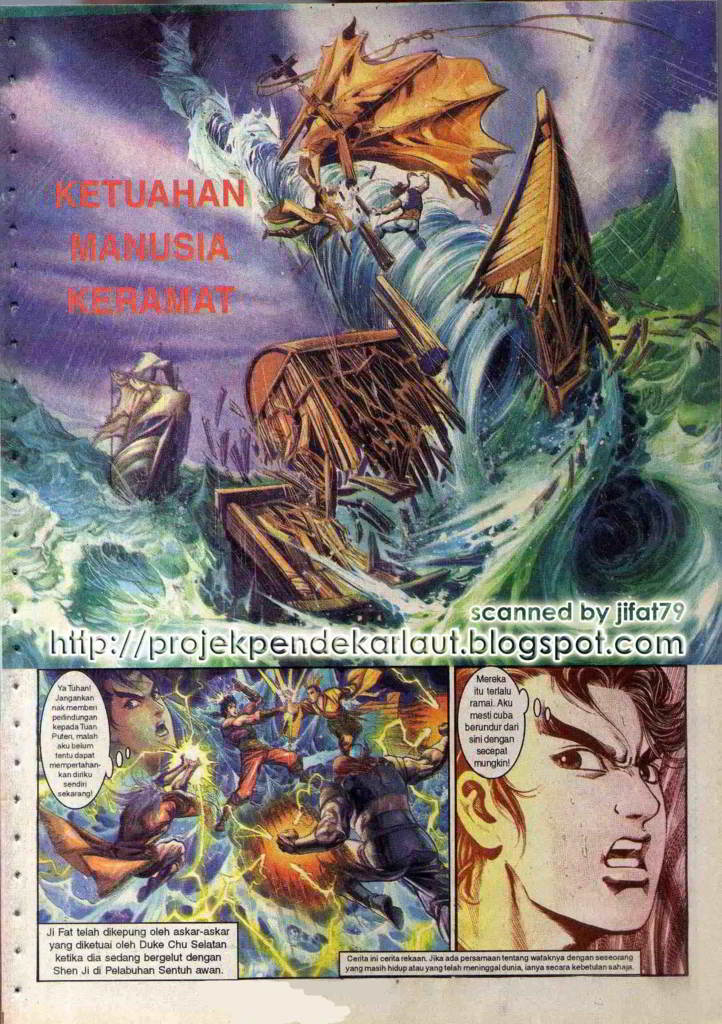 KETUAHAN
MANUSIA
KERAMAT
scanned by jifat79
http://projekpendekarlaut.blogspot.com
Ya Tuhan!
Jangankan
nak memberi
perlindungan
kepada Tuan
Puteri, malah
aku belum
tentu dapat
mempertahan-
kan diriku
sendiri
sekarang!
Mereka
itu terlalu
ramai. Aku
mesti cuba
berundur dari
sini dengan
secepat
mungkin!
Ji Fat telah dikepung oleh askar-askar
yang diketuai oleh Duke Chu Selatan
ketika dia sedang bergelut dengan
Shen Ji di Pelabuhan Sentuh awan.
Cerita ini cerita rekaan. Jika ada persamaan tentang wataknya dengan seseorang
yang masih hidup atau yang telah meninggal dunia, ianya secara kebetulan sahaja.